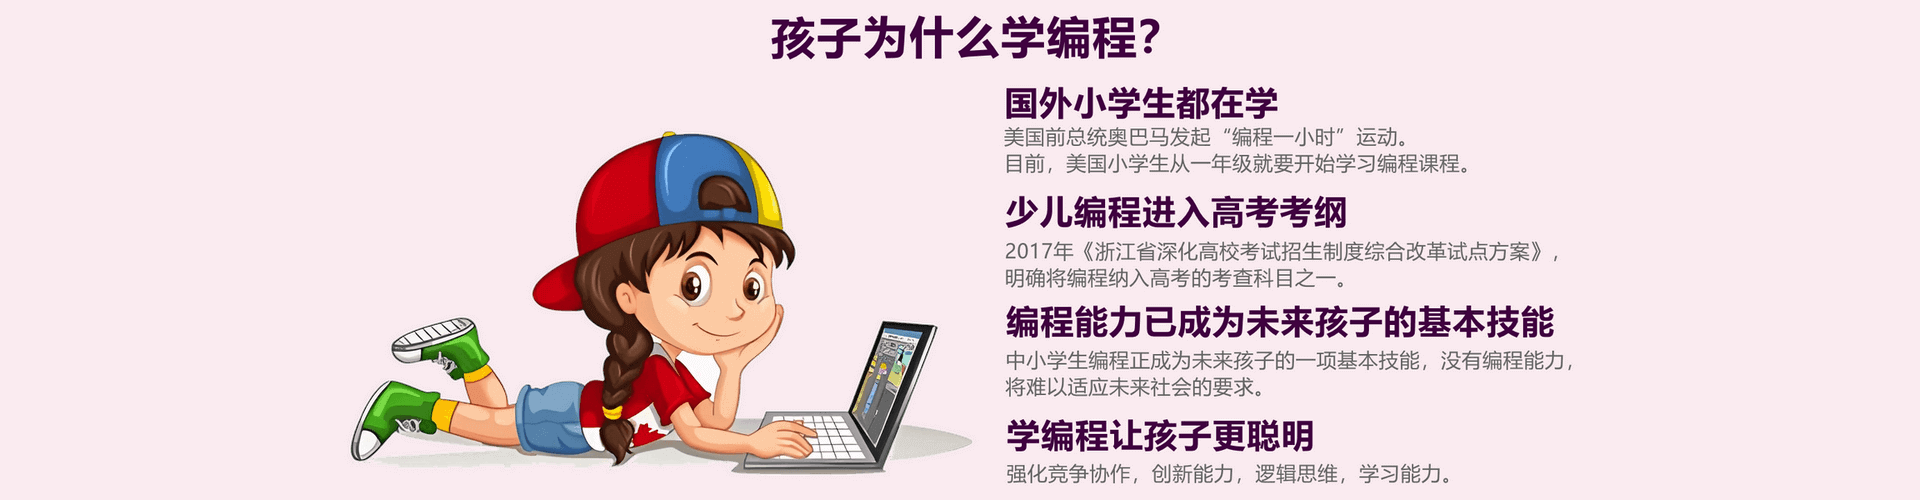 孩子为什么学编程?
国外小学生都在学
美国前总统奥巴马发起“编程一小时”运动。
目前，美国小学生从一年级就要开始学习编程课程。
少儿编程进入高考考纲
2017年《浙江省深化高校考试招生制度综合改革试点方案》，
明确将编程纳入高考的考查科目之一。
编程能力已成为未来孩子的基本技能
中小学生编程正成为未来孩子的一项基本技能，没有编程能力，
将难以适应未来社会的要求。
学编程让孩子更聪明
强化竞争协作，创新能力，逻辑思维，学习能力。